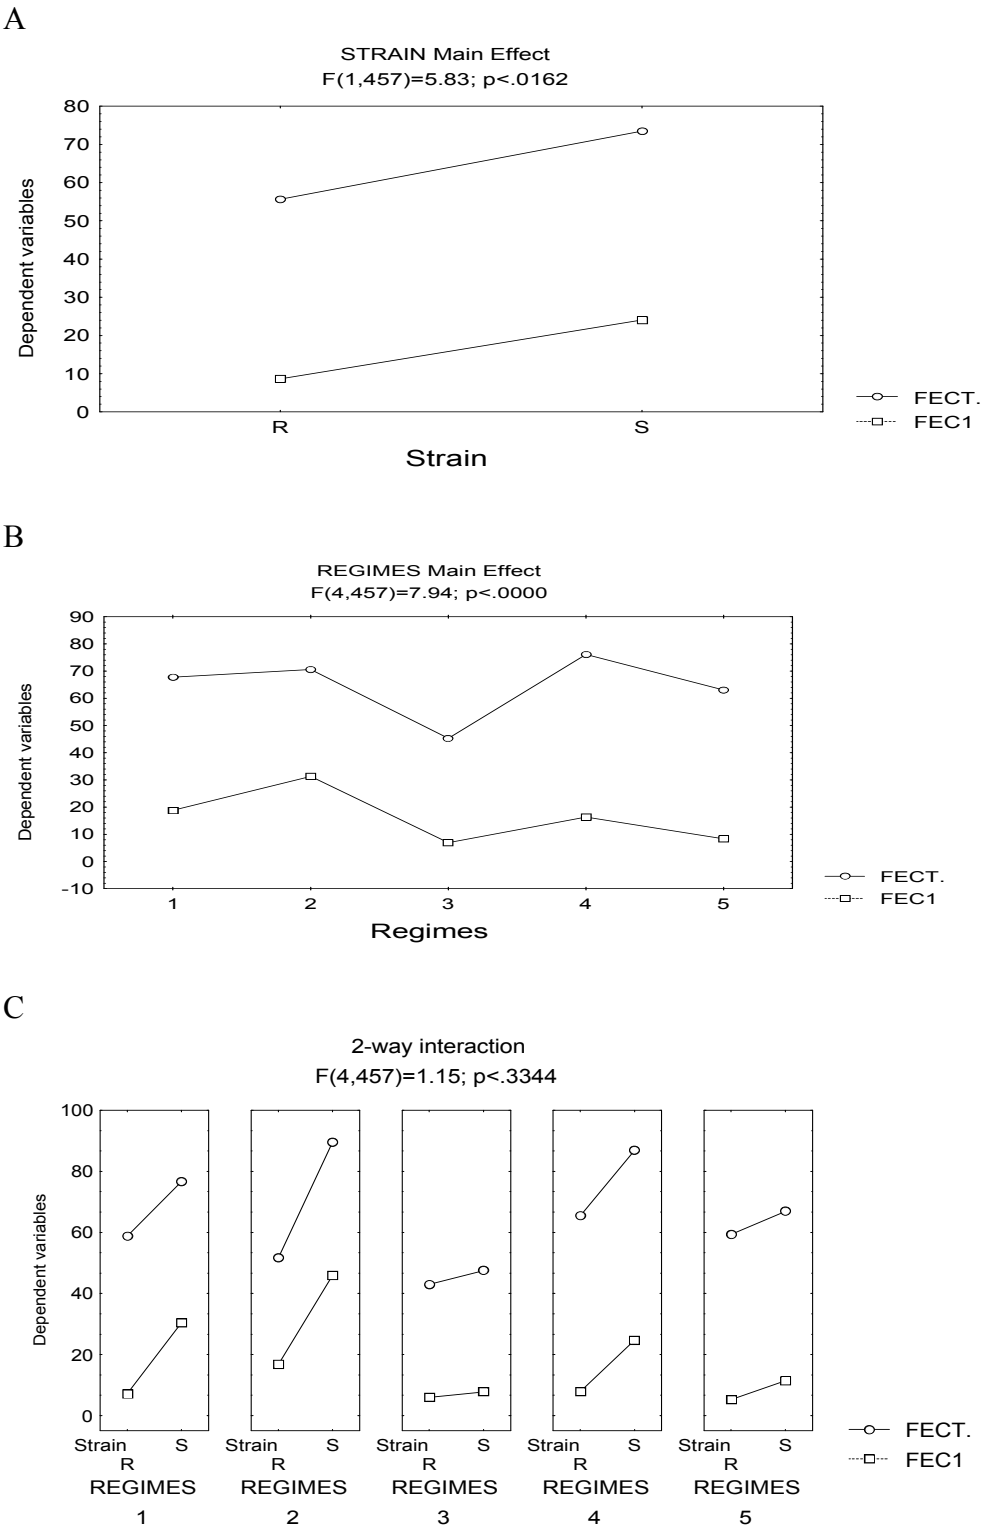 A
STRAIN Main Effect
F(1,457)=5.83; p<.0162
Dependent variables
80
70
60
50
40
30
20
10
0
R S
Strain
FECT.
FEC1
B
REGIMES Main Effect
F(4,457)=7.94; p<.0000
Dependent variables
90
80
70
60
50
40
30
20
10
0
-10
1 2 3 4 5
Regimes
FECT.
FEC1
C
2-way interaction
F(4,457)=1.15; p<.3344
Dependent variables
100
80
60
40
20
0
Strain S Strain S Strain S Strain S Strain S
R R R R R
REGIMES REGIMES REGIMES REGIMES REGIMES
1 2 3 4 5
FECT.
FEC1